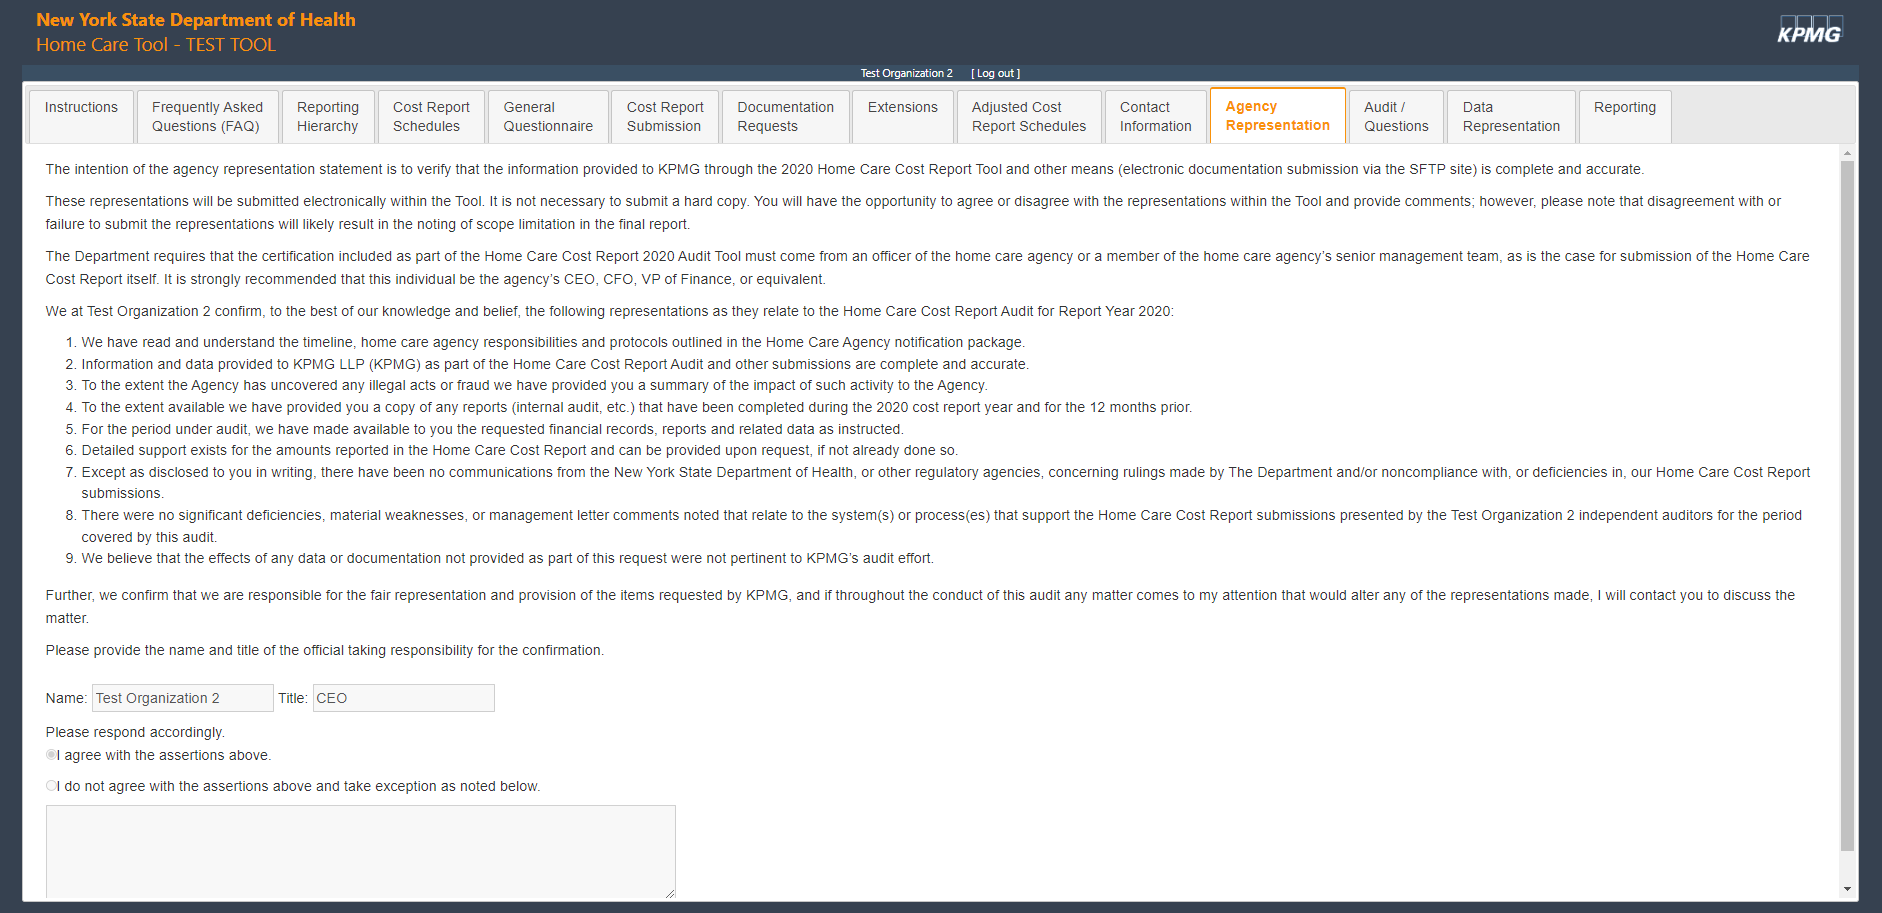 New York State Department of Health
Home Care Tool - TEST TOOL
KPMG
Test Organization 2 [ Log out ]
Instructions
Frequently Asked
Questions (FAQ)
Reporting
Hierarchy
Cost Report
Schedules
General
Questionnaire
Cost Report
Submission
Documentation
Requests
Extensions
Adjusted Cost
Report Schedules
Contact
Information
Agency
Representation
Audit /
Questions
Data
Representation
Reporting
The intention of the agency representation statement is to verify that the information provided to KPMG through the 2020 Home Care Cost Report Tool and other means (electronic documentation submission via the SFTP site) is complete and accurate.
These representations will be submitted electronically within the Tool. It is not necessary to submit a hard copy. You will have the opportunity to agree or disagree with the representations within the Tool and provide comments; however, please note that disagreement with or
failure to submit the representations will likely result in the noting of scope limitation in the final report.
The Department requires that the certification included as part of the Home Care Cost Report 2020 Audit Tool must come from an officer of the home care agency or a member of the home care agency's senior management team, as is the case for submission of the Home Care
Cost Report itself. It is strongly recommended that this individual be the agency's CEO, CFO, VP of Finance, or equivalent.
We at Test Organization 2 confirm, to the best of our knowledge and belief, the following representations as they relate to the Home Care Cost Report Audit for Report Year 2020:
1. We have read and understand the timeline, home care agency responsibilities and protocols outlined in the Home Care Agency notification package.
2. Information and data provided to KPMG LLP (KPMG) as part of the Home Care Cost Report Audit and other submissions are complete and accurate.
3. To the extent the Agency has uncovered any illegal acts or fraud we have provided you a summary of the impact of such activity to the Agency.
4. To the extent available we have provided you a copy of any reports (internal audit, etc.) that have been completed during the 2020 cost report year and for the 12 months prior.
5. For the period under audit, we have made available to you the requested financial records, reports and related data as instructed.
6. Detailed support exists for the amounts reported in the Home Care Cost Report and can be provided upon request, if not already done so.
7. Except as disclosed to you in writing, there have been no communications from the New York State Department of Health, or other regulatory agencies, concerning rulings made by The Department and/or noncompliance with, or deficiencies in, our Home Care Cost Report
submissions.
8. There were no significant deficiencies, material weaknesses, or management letter comments noted that relate to the system(s) or process(es) that support the Home Care Cost Report submissions presented by the Test Organization 2 independent auditors for the period
covered by this audit.
9. We believe that the effects of any data or documentation not provided as part of this request were not pertinent to KPMG's audit effort.
Further, we confirm that we are responsible for the fair representation and provision of the items requested by KPMG, and if throughout the conduct of this audit any matter comes to my attention that would alter any of the representations made, I will contact you to discuss the
matter.
Please provide the name and title of the official taking responsibility for the confirmation.
Name: Test Organization 2 Title: CEO
Please respond accordingly.
I agree with the assertions above.
I do not agree with the assertions above and take exception as noted below.